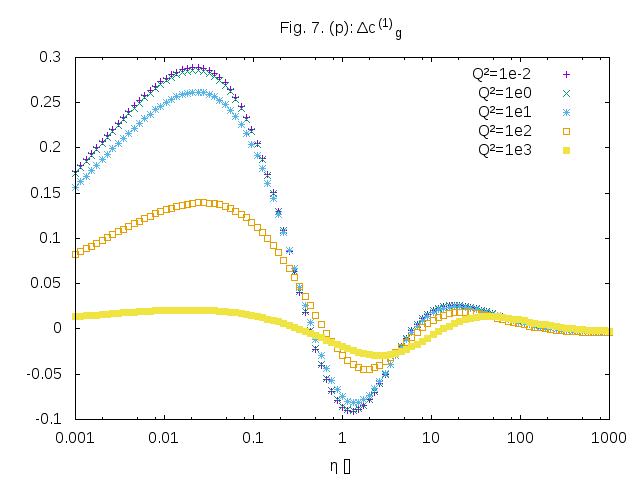 Fig. 7. (p): Δc⁽¹⁾g
Q²=1e-2
Q²=1e0
Q²=1e1
Q²=1e2
Q²=1e3
0.3
0.25
0.2
0.15
0.1
0.05
0
-0.05
-0.1
0.001 0.01 0.1 1 10 100 1000
η []